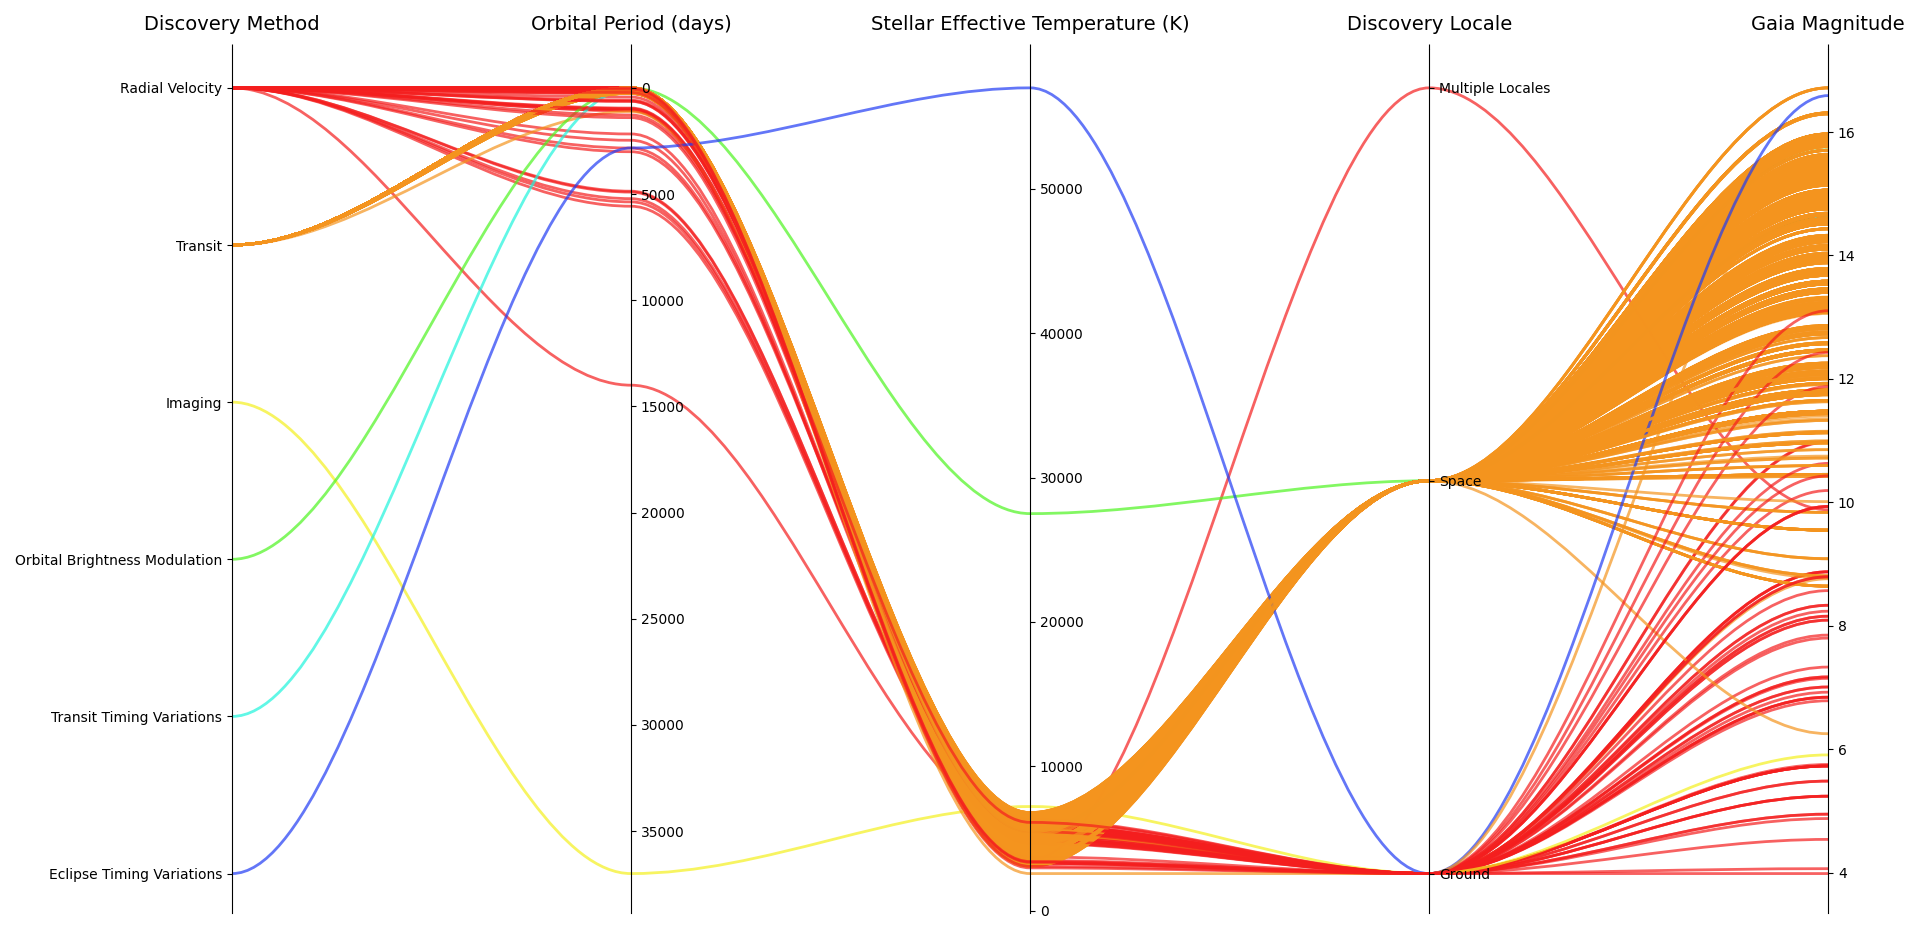 Discovery Method
Orbital Period (days)
Stellar Effective Temperature (K)
Discovery Locale
Gaia Magnitude
Radial Velocity
Transit
Imaging
Orbital Brightness Modulation
Transit Timing Variations
Eclipse Timing Variations
0
5000
10000
15000
20000
25000
30000
35000
50000
40000
30000
20000
10000
0
Multiple Locales
Space
Ground
16
14
12
10
8
6
4